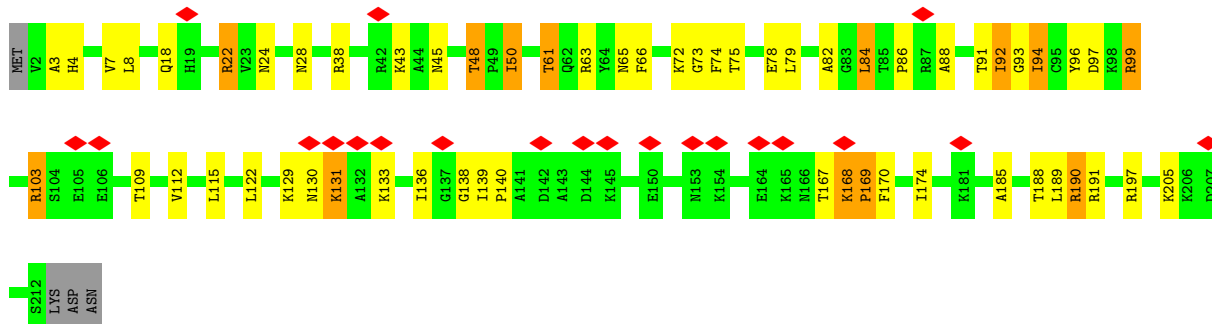 MET V2 A3 H4 V7 L8 Q18 H19 R22 V23 N24 N28 R38 R42 K43 A44 N45 T48 P49 I50 T61 Q62 R63 Y64 N65 F66 K72 G73 F74 T75 E78 L79 A82 G83 L84 T85 P86 R87 A88 T91 I92 G93 I94 C95 Y96 D97 K98 R99
R103 S104 E105 E106 T109 V112 L115 L122 K129 N130 K131 A132 K133 I136 G137 G138 I139 P140 A141 D142 A143 D144 K145 E150 N153 K154 E164 K165 N166 T167 K168 P169 F170 I174 K181 A185 T188 L189 R190 R191 R197 K205 K206 D207
S212 LYS ASP ASN